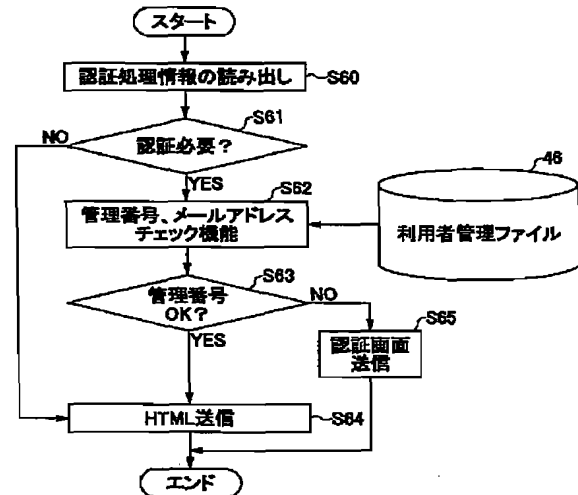 スタート
認証処理情報の読み出し
S60
S61
認証必要？
NO
YES
S62
管理番号、メールアドレス
チェック機能
46
利用者管理ファイル
S63
管理番号
OK？
NO
YES
S65
認証画面
送信
HTML送信
S64
エンド